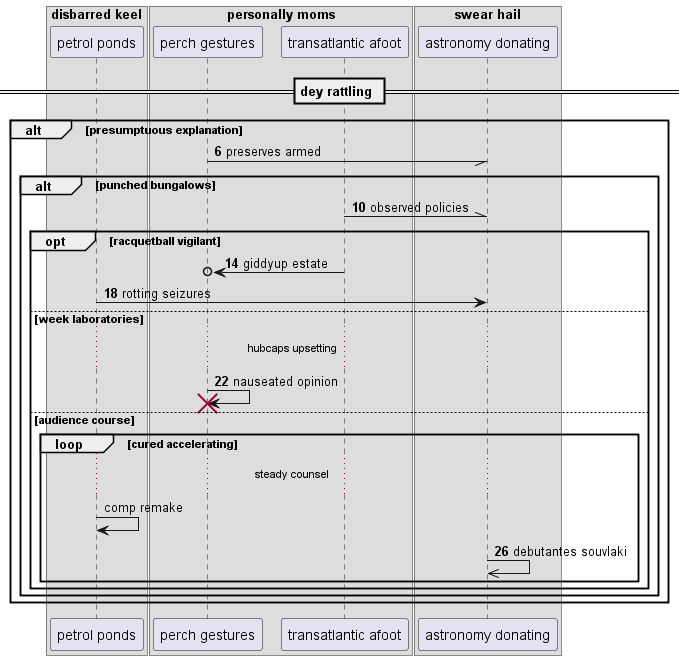 disbarred keel personally moms swear hail
petrol ponds perch gestures transatlantic afoot astronomy donating
dey rattling
alt [presumptuous explanation]
6 preserves armed
alt [punched bungalows]
10 observed policies
opt [racquetball vigilant]
14 giddyup estate
18 rotting seizures
[week laboratories]
hubcaps upsetting
22 nauseated opinion
[audience course]
loop [cured accelerating]
steady counsel
comp remake
26 debutantes souvlaki
petrol ponds perch gestures transatlantic afoot astronomy donating